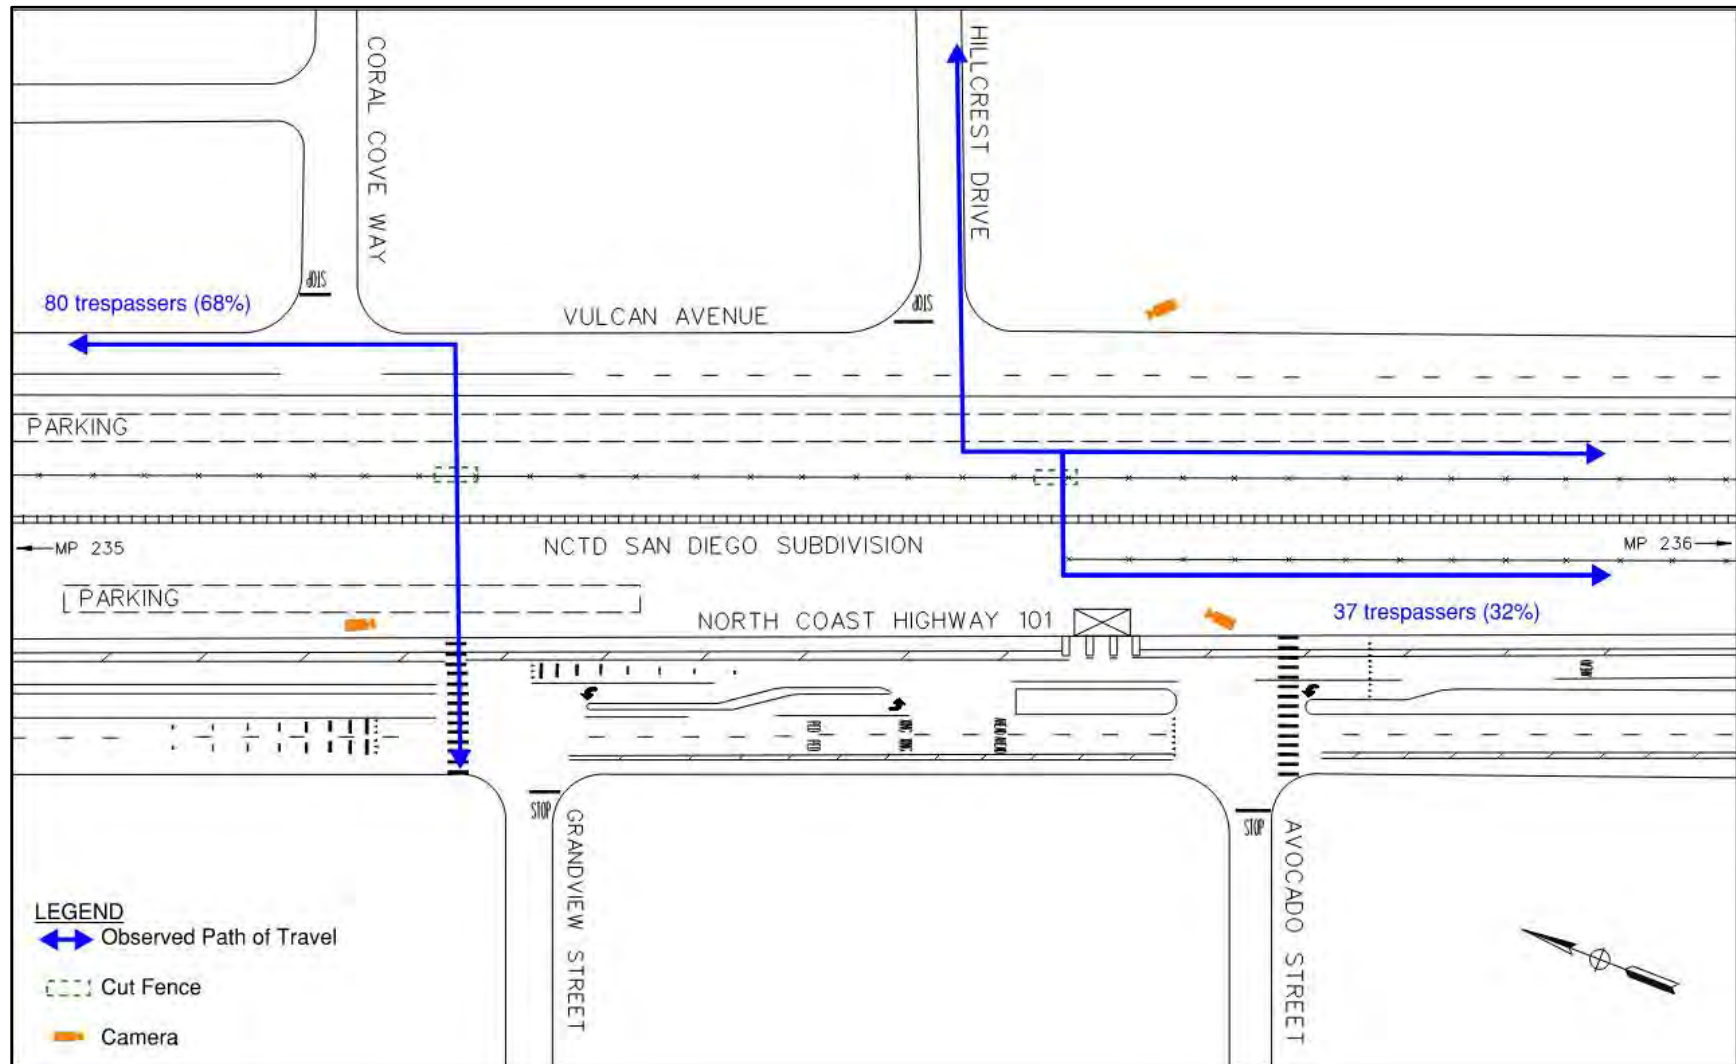 CORAL COVE WAY
HILLCREST DRIVE
STOP
STOP
80 trespassers (68%)
VULCAN AVENUE
PARKING
NCTD SAN DIEGO SUBDIVISION
MP 235
MP 236
PARKING
NORTH COAST HIGHWAY 101
37 trespassers (32%)
PED PED
STOP
GRANDVIEW STREET
STOP
AVOCADO STREET
LEGEND
Observed Path of Travel
Cut Fence
Camera